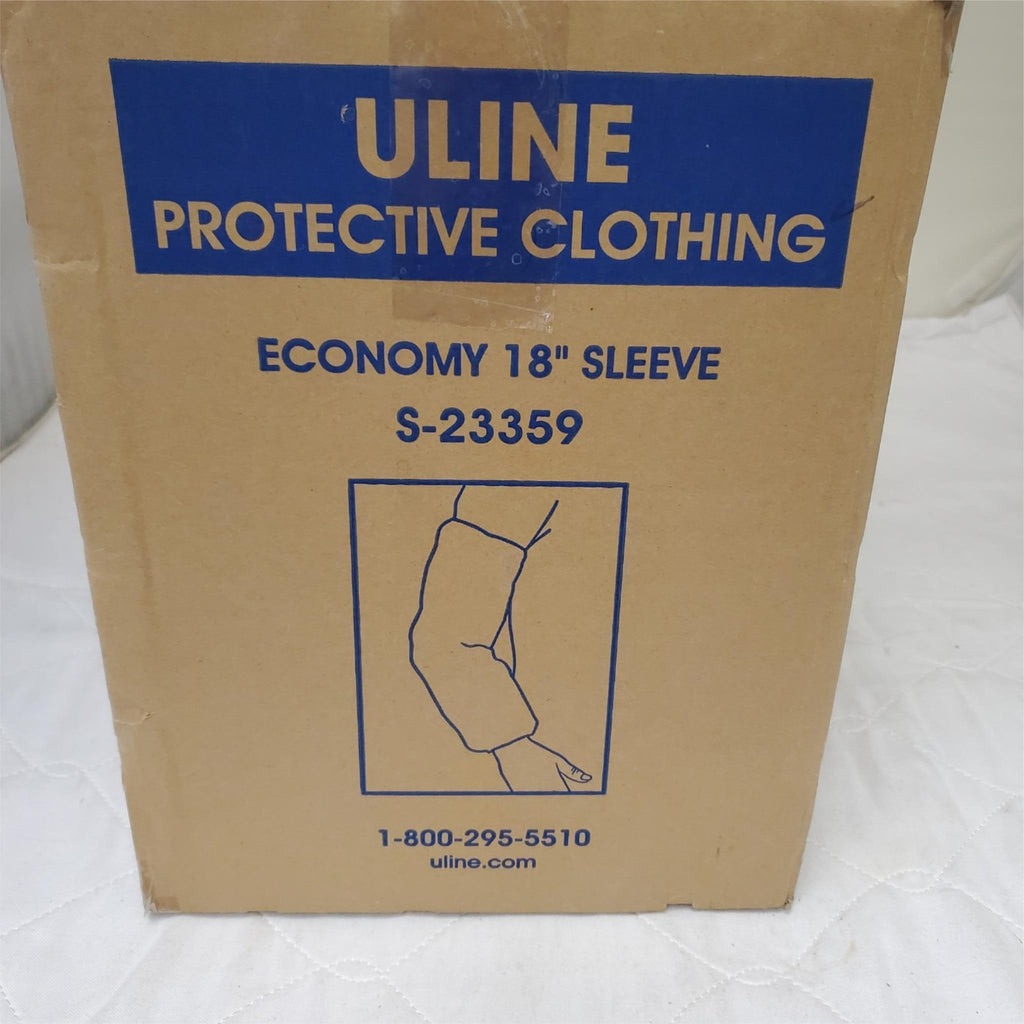 ULINE
PROTECTIVE CLOTHING
ECONOMY 18" SLEEVE
S-23359
1-800-295-5510
uline.com